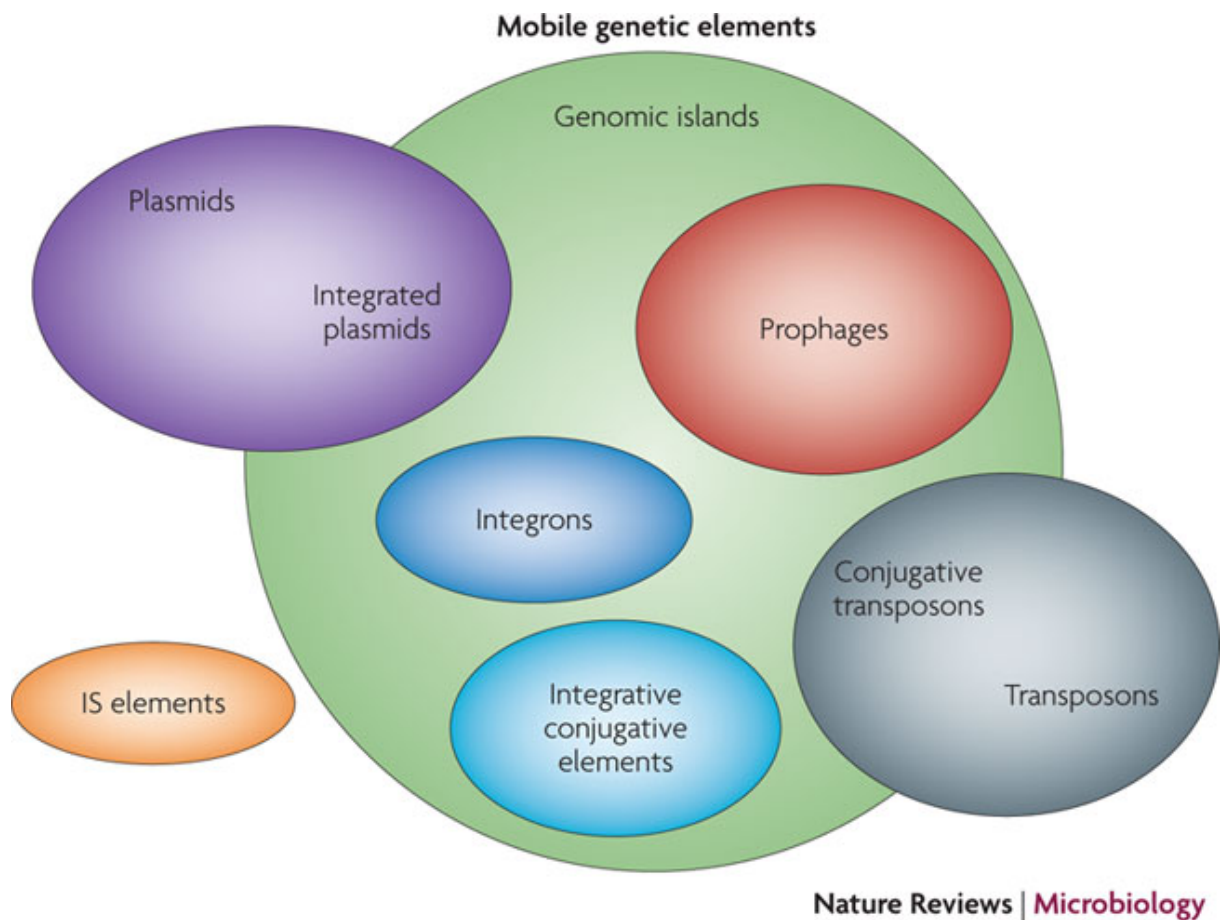 Mobile genetic elements
Genomic islands
Plasmids
Integrated
plasmids
Prophages
Integrons
Conjugative
transposons
IS elements
Integrative
conjugative
elements
Transposons
Nature Reviews | Microbiology